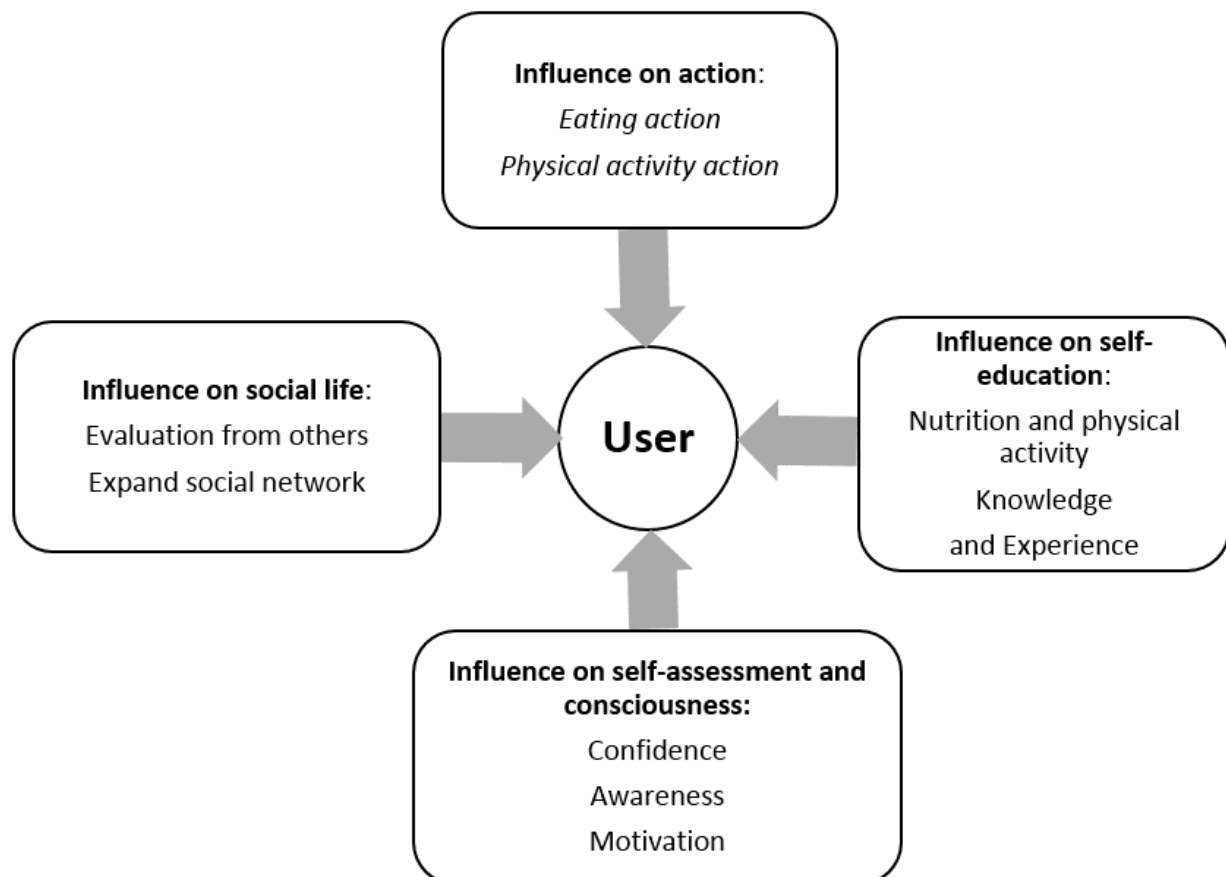 Influence on action:
Eating action
Physical activity action
Influence on social life:
Evaluation from others
Expand social network
User
Influence on self-
education:
Nutrition and physical
activity
Knowledge
and Experience
Influence on self-assessment and
consciousness:
Confidence
Awareness
Motivation